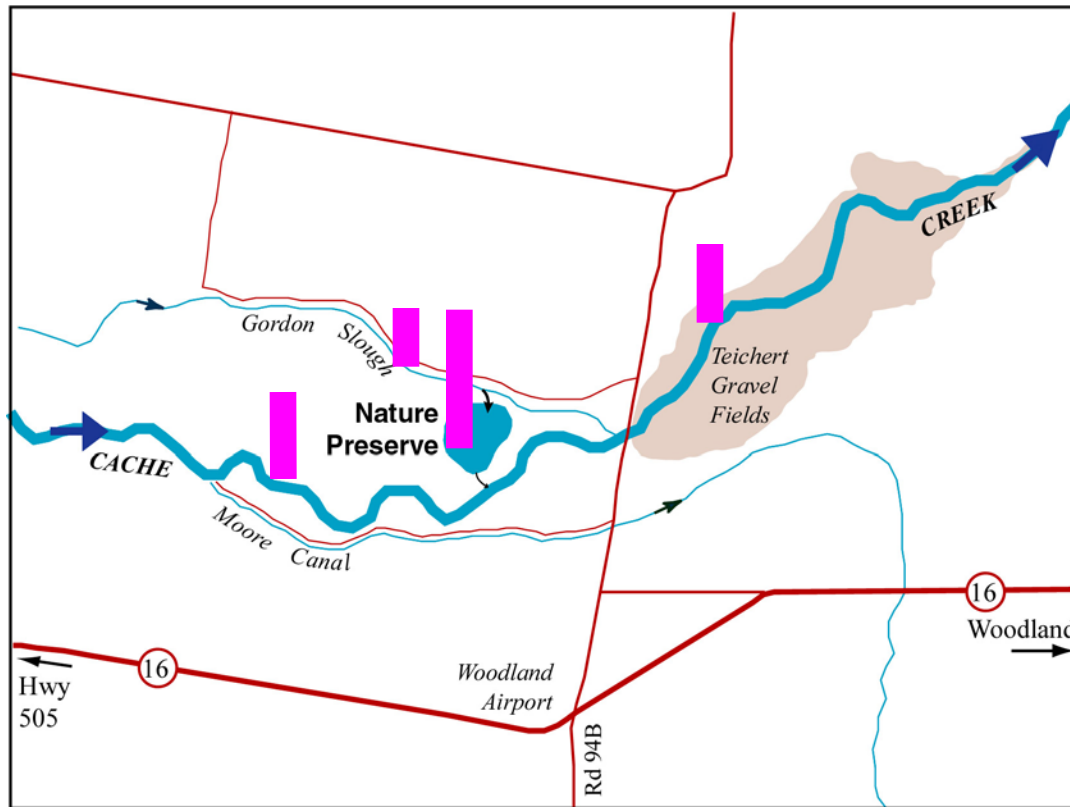 CREEK
Gordon
Slough
Teichert
Gravel
Fields
Nature
Preserve
CACHE
Moore
Canal
16
Woodland
16
Hwy
505
Woodland
Airport
Rd 94B